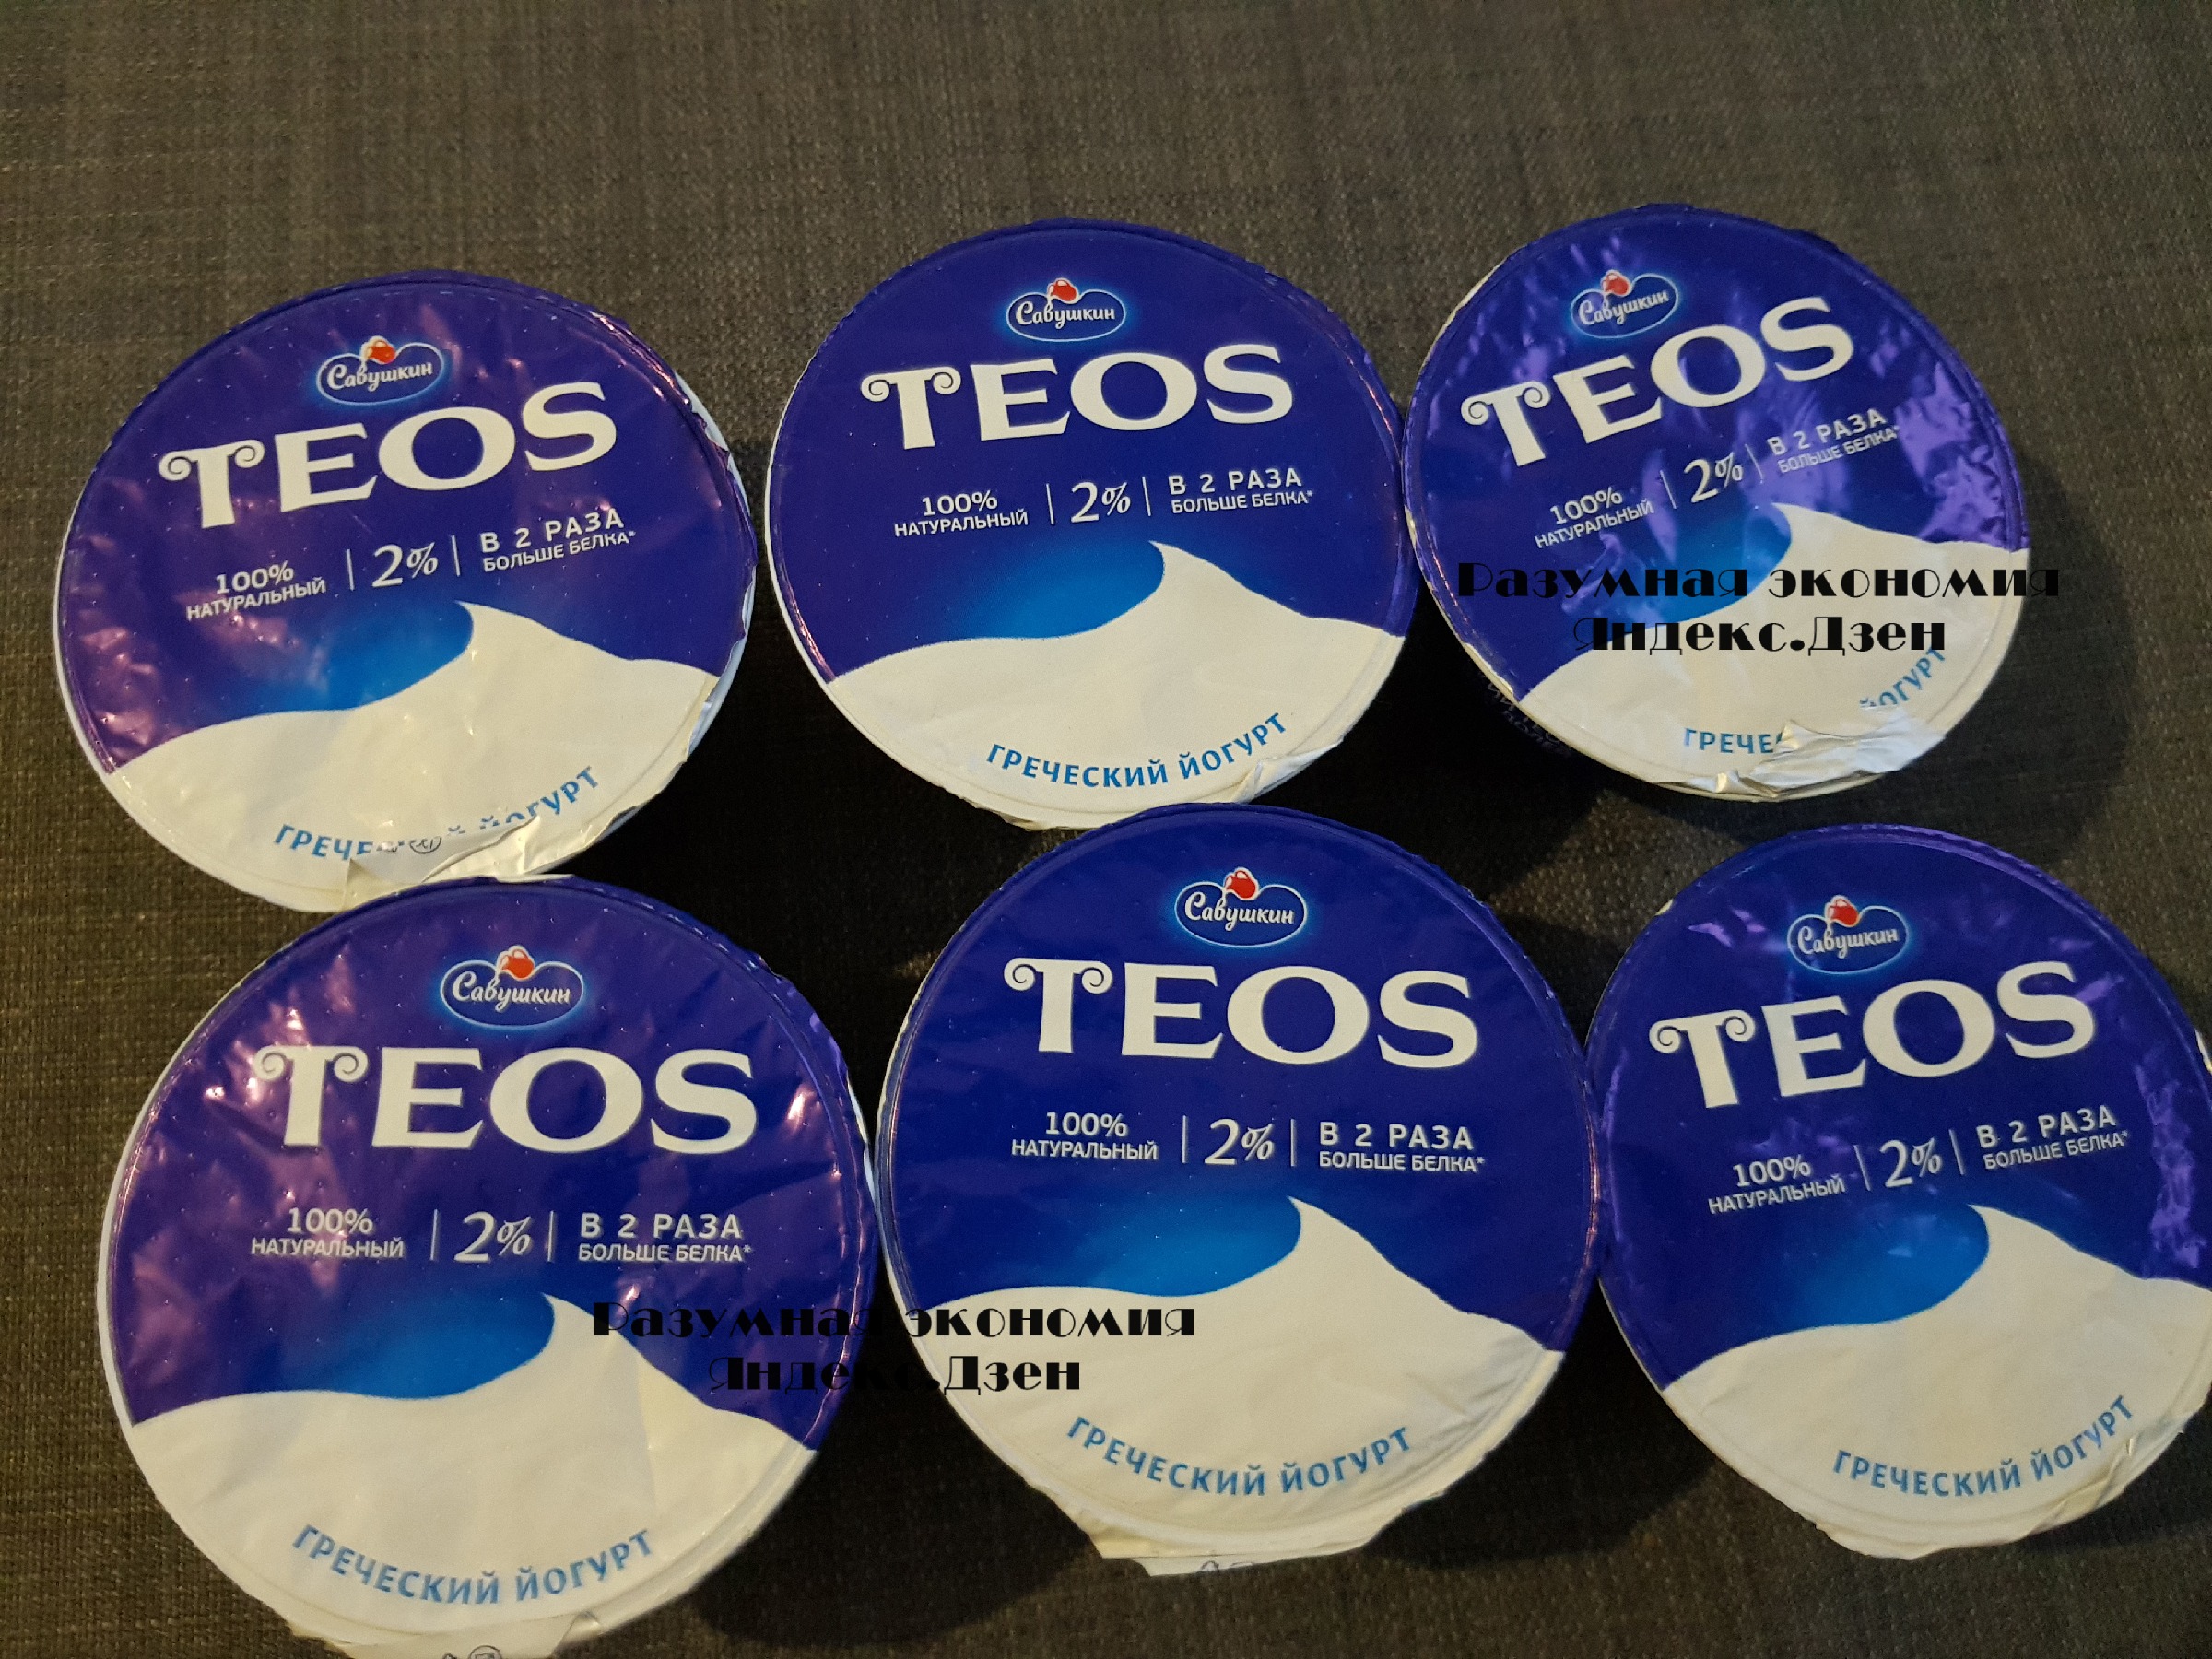 Савушкин
TEOS
100%
НАТУРАЛЬНЫЙ
2%
В 2 РАЗА
БОЛЬШЕ БЕЛКА*
ЙОГУРТ
Савушкин
TEOS
100%
НАТУРАЛЬНЫЙ
2%
В 2 РАЗА
БОЛЬШЕ БЕЛКА*
ГРЕЧЕСКИЙ ЙОГУРТ
Савушкин
TEOS
100%
НАТУРАЛЬНЫЙ
2%
В 2 РАЗА
БОЛЬШЕ БЕЛКА*
Разумная экономия
Яндекс.Дзен
ЙОГУРТ
Савушкин
TEOS
100%
НАТУРАЛЬНЫЙ
2%
В 2 РАЗА
БОЛЬШЕ БЕЛКА*
Разумная экономия
Яндекс.Дзен
ГРЕЧЕСКИЙ ЙОГУРТ
Савушкин
TEOS
100%
НАТУРАЛЬНЫЙ
2%
В 2 РАЗА
БОЛЬШЕ БЕЛКА*
ГРЕЧЕСКИЙ ЙОГУРТ
Савушкин
TEOS
100%
НАТУРАЛЬНЫЙ
2%
В 2 РАЗА
БОЛЬШЕ БЕЛКА*
ГРЕЧЕСКИЙ ЙОГУРТ